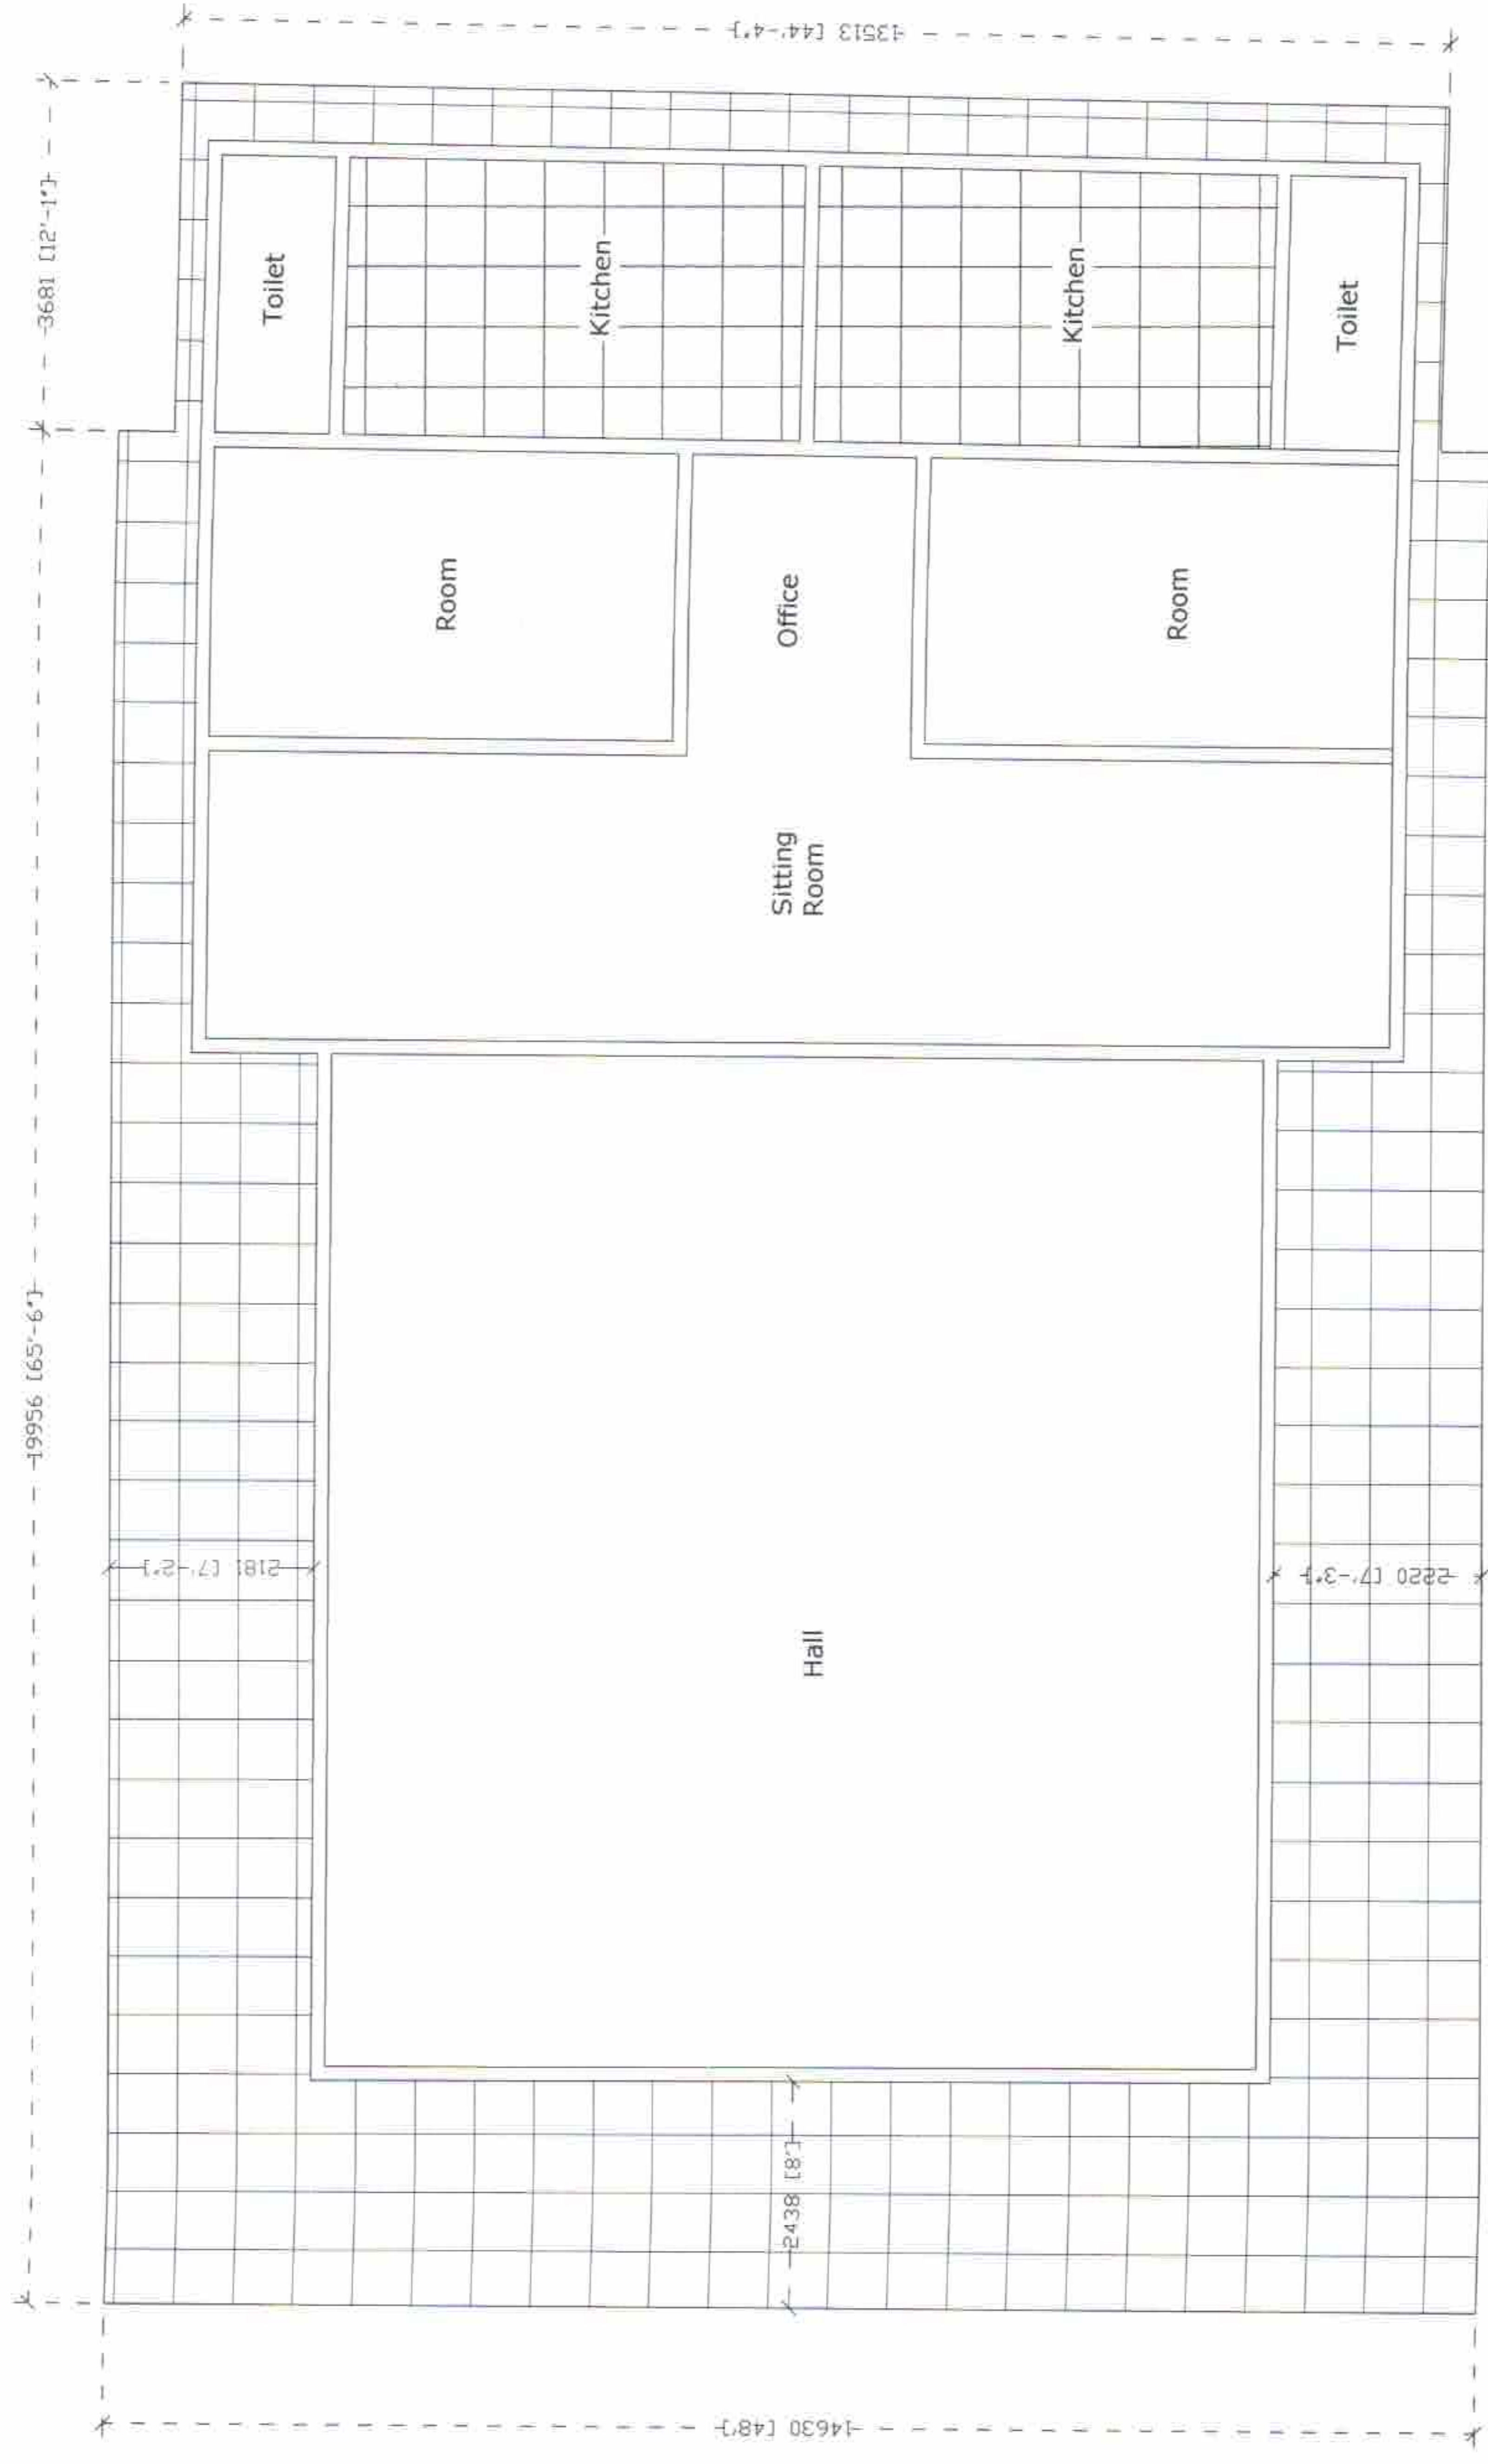 13513 [44'-4"]
3681 [12'-1"]
Toilet
Kitchen
Kitchen
Toilet
Room
Office
Room
Sitting
Room
19956 [65'-6"]
2181 [7'-2"]
2220 [7'-3"]
Hall
2438 [8']
14630 [48']